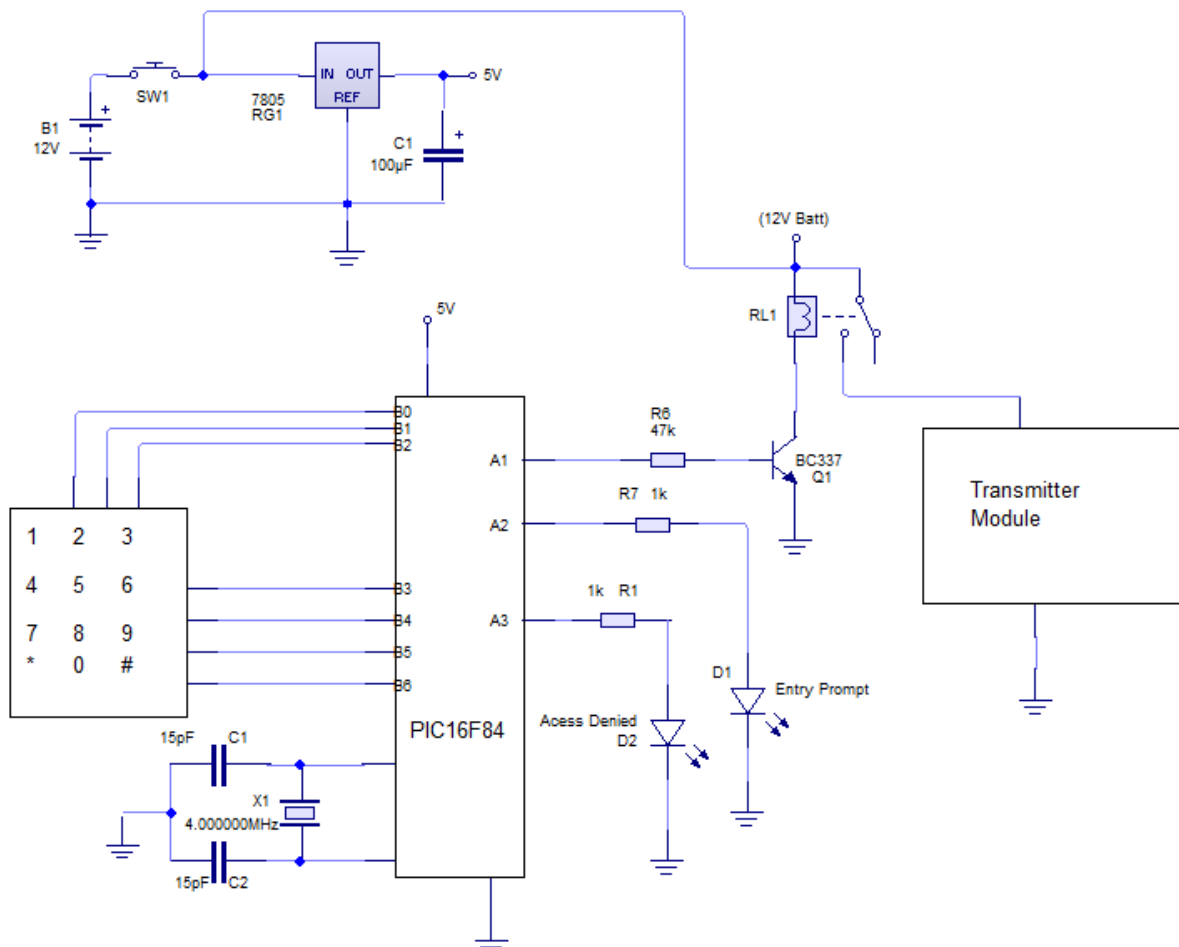 SW1
B1
12V
7805
RG1
IN OUT
REF
5V
C1
100µF
+
+
(12V Batt)
RL1
5V
B0
B1
B2
B3
B4
B5
B6
A1
A2
A3
PIC16F84
R6
47k
BC337
Q1
R7 1k
1k R1
D1
Entry Prompt
Acess Denied
D2
Transmitter
Module
1 2 3
4 5 6
7 8 9
* 0 #
15pF C1
X1
4.000000MHz
15pF C2